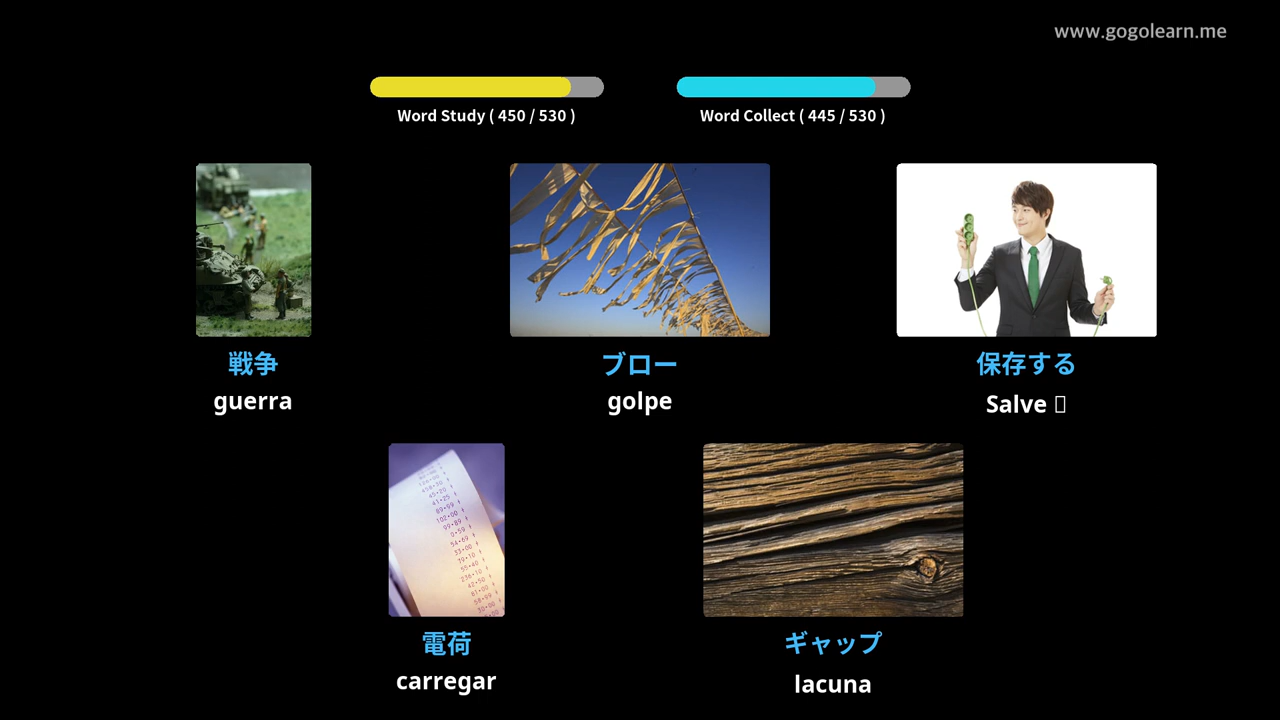 www.gogolearn.me
Word Study ( 450 / 530 )
Word Collect ( 445 / 530 )
戦争
ブロー
保存する
guerra
golpe
Salve
電荷
ギャップ
carregar
lacuna